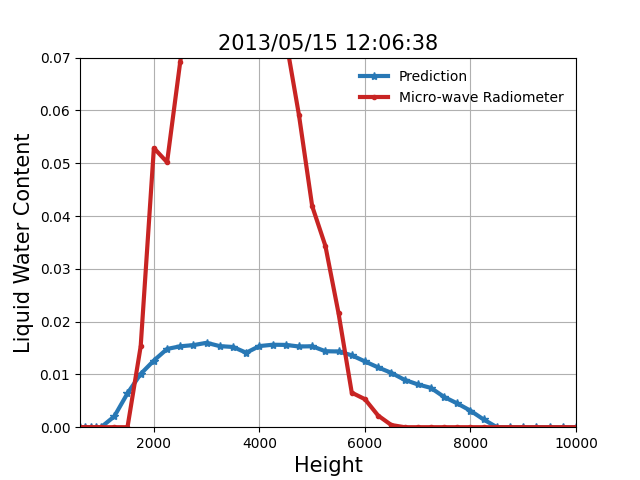 2013/05/15 12:06:38
Prediction
Micro-wave Radiometer
0.07
0.06
0.05
0.04
0.03
0.02
0.01
0.00
Liquid Water Content
2000 4000 6000 8000 10000
Height